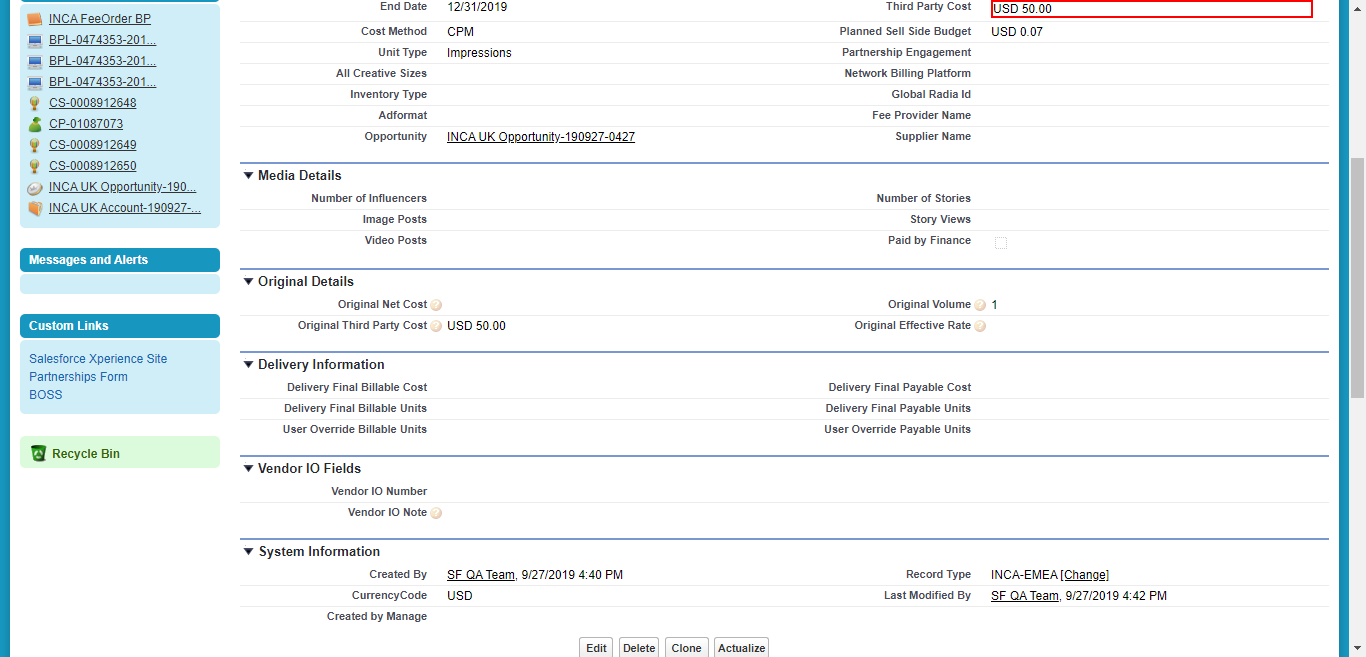 INCA FeeOrder BP
BPL-0474353-201...
BPL-0474353-201...
BPL-0474353-201...
CS-0008912648
CP-01087073
CS-0008912649
CS-0008912650
INCA UK Opportunity-190...
INCA UK Account-190927-...
Messages and Alerts
Custom Links
Salesforce Xperience Site
Partnerships Form
BOSS
Recycle Bin
End Date 12/31/2019 Third Party Cost USD 50.00
Cost Method CPM Planned Sell Side Budget USD 0.07
Unit Type Impressions Partnership Engagement
All Creative Sizes Network Billing Platform
Inventory Type Global Radia Id
Adformat Fee Provider Name
Opportunity INCA UK Opportunity-190927-0427 Supplier Name
Media Details
Number of Influencers Number of Stories
Image Posts Story Views
Video Posts Paid by Finance
Original Details
Original Net Cost ? Original Volume ? 1
Original Third Party Cost ? USD 50.00 Original Effective Rate ?
Delivery Information
Delivery Final Billable Cost Delivery Final Payable Cost
Delivery Final Billable Units Delivery Final Payable Units
User Override Billable Units User Override Payable Units
Vendor IO Fields
Vendor IO Number
Vendor IO Note ?
System Information
Created By SF QA Team, 9/27/2019 4:40 PM Record Type INCA-EMEA [Change]
CurrencyCode USD Last Modified By SF QA Team, 9/27/2019 4:42 PM
Created by Manage
Edit Delete Clone Actualize